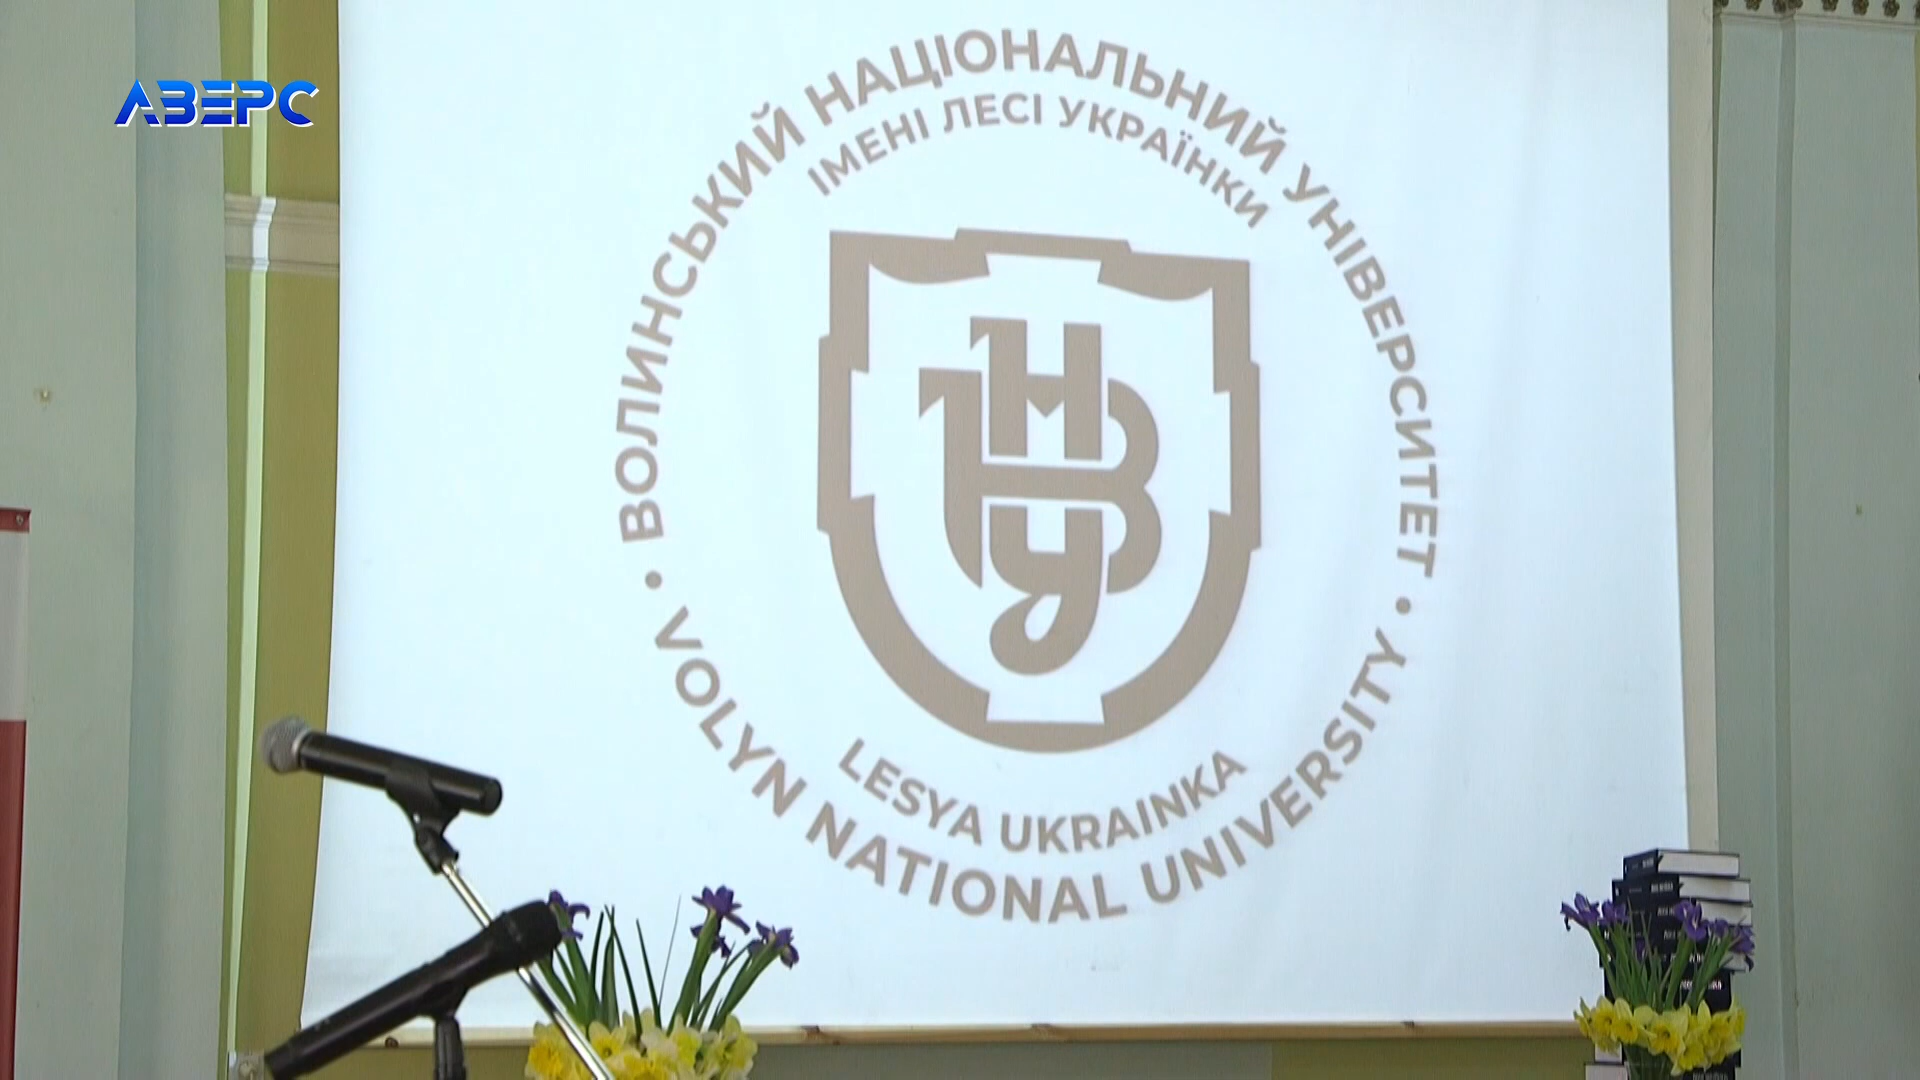 АВЕРС
ВОЛИНСЬКИЙ НАЦІОНАЛЬНИЙ УНІВЕРСИТЕТ
ІМЕНІ ЛЕСІ УКРАЇНКИ
ВНУ
LESYA UKRAINKA
• VOLYN NATIONAL UNIVERSITY •